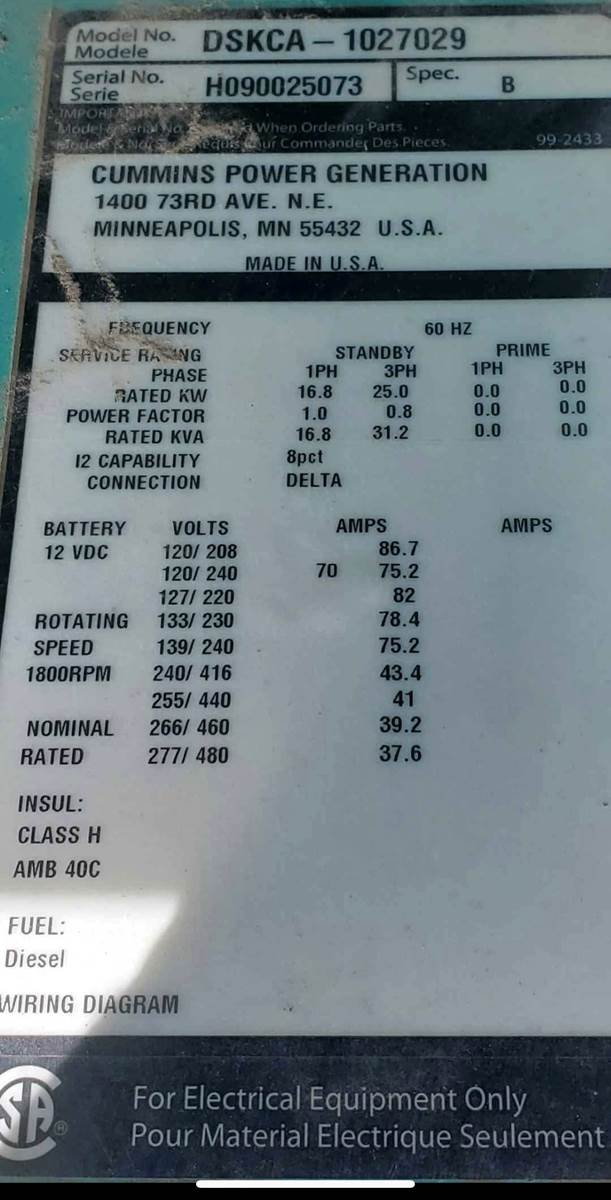 Model No. DSKCA – 1027029
Modele
Serial No. H090025073 Spec. B
Serie
When Ordering Parts.
Commander Des Pieces. 99-2433
CUMMINS POWER GENERATION
1400 73RD AVE. N.E.
MINNEAPOLIS, MN 55432 U.S.A.
MADE IN U.S.A.
FREQUENCY 60 HZ
SERVICE RATING STANDBY PRIME
PHASE 1PH 3PH 1PH 3PH
RATED KW 16.8 25.0 0.0 0.0
POWER FACTOR 1.0 0.8 0.0 0.0
RATED KVA 16.8 31.2 0.0 0.0
I2 CAPABILITY 8pct
CONNECTION DELTA
BATTERY VOLTS AMPS AMPS
12 VDC 120/ 208 86.7
120/ 240 70 75.2
127/ 220 82
ROTATING 133/ 230 78.4
SPEED 139/ 240 75.2
1800RPM 240/ 416 43.4
255/ 440 41
NOMINAL 266/ 460 39.2
RATED 277/ 480 37.6
INSUL:
CLASS H
AMB 40C
FUEL:
Diesel
WIRING DIAGRAM
SA ®
For Electrical Equipment Only
Pour Material Electrique Seulement